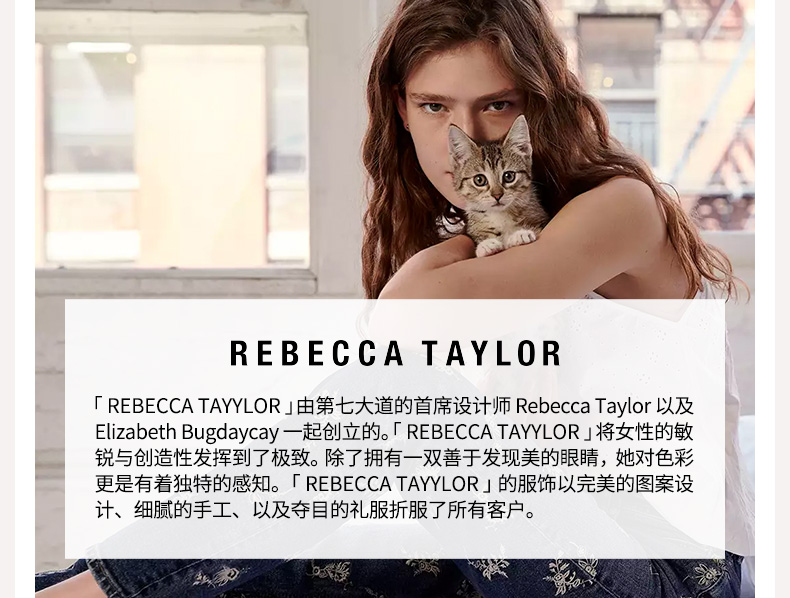 REBECCA TAYLOR
「 REBECCA TAYYLOR 」由第七大道的首席设计师 Rebecca Taylor 以及
Elizabeth Bugdaycay 一起创立的。「 REBECCA TAYYLOR 」将女性的敏
锐与创造性发挥到了极致。除了拥有一双善于发现美的眼睛，她对色彩
更是有着独特的感知。「 REBECCA TAYYLOR 」的服饰以完美的图案设
计、细腻的手工、以及夺目的礼服折服了所有客户。